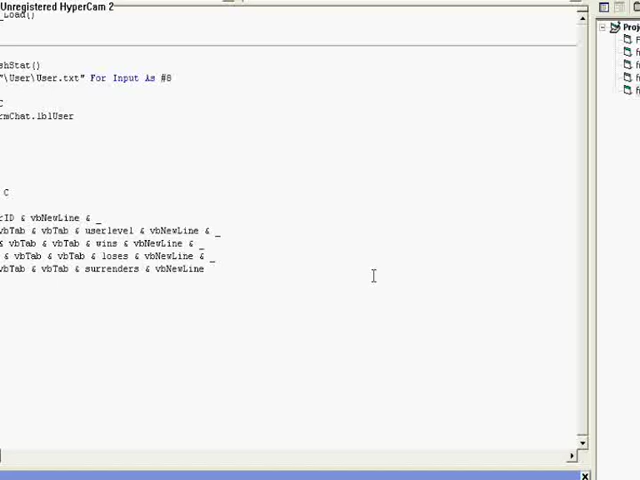 Unregistered HyperCam 2
_Load()
Proj
shStat()
"\User\User.txt" For Input As #8
C
rmChat.lblUser
C
rID & vbNewLine & _
vbTab & vbTab & userlevel & vbNewLine & _
& vbTab & vbTab & wins & vbNewLine & _
& vbTab & vbTab & loses & vbNewLine & _
vbTab & vbTab & surrenders & vbNewLine